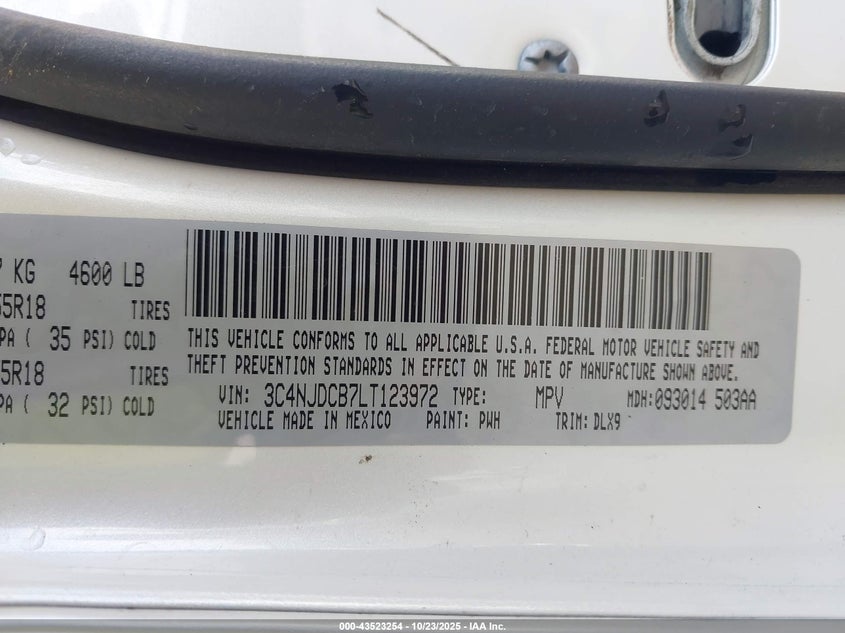 7 KG 4600 LB
55R18 TIRES
PA ( 35 PSI) COLD
5R18 TIRES
PA ( 32 PSI) COLD
THIS VEHICLE CONFORMS TO ALL APPLICABLE U.S.A. FEDERAL MOTOR VEHICLE SAFETY AND
THEFT PREVENTION STANDARDS IN EFFECT ON THE DATE OF MANUFACTURE SHOWN ABOVE.
VIN: 3C4NJDCB7LT123972 TYPE: MPV MDH:093014 503AA
VEHICLE MADE IN MEXICO PAINT: PWH TRIM: DLX9
000-43523254 - 10/23/2025 - IAA Inc.